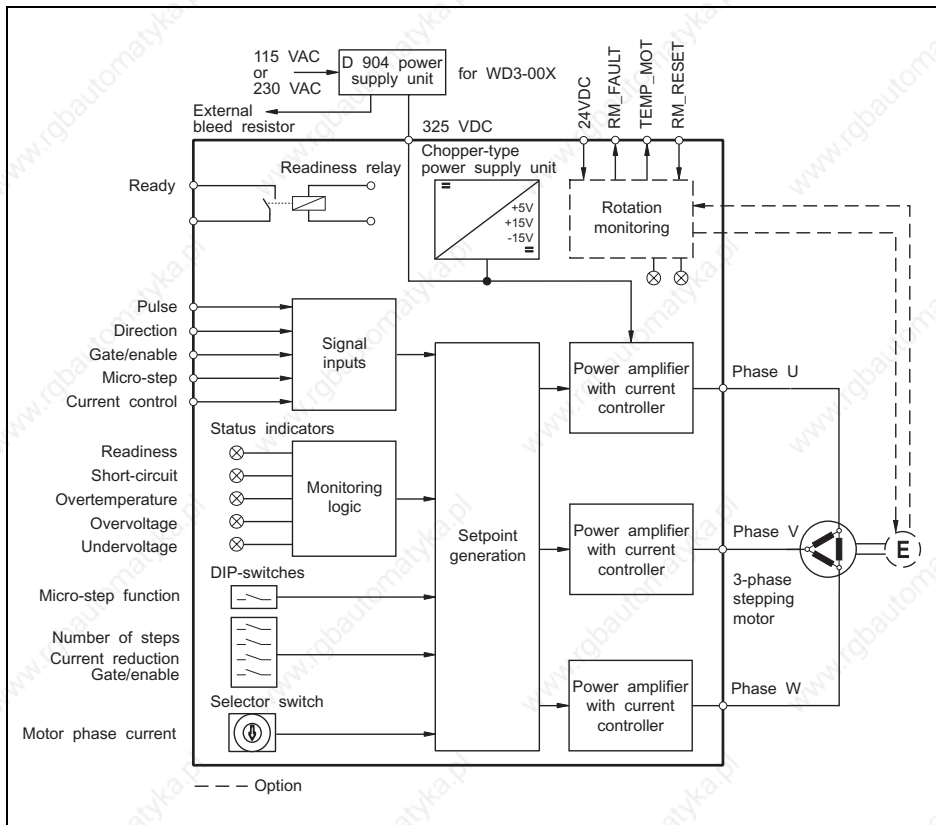 115 VAC
or
230 VAC
D 904 power
supply unit
for WD3-00X
External
bleed resistor
325 VDC
24VDC
RM_FAULT
TEMP_MOT
RM_RESET
Ready
Readiness relay
Chopper-type
power supply unit
+5V
+15V
-15V
Rotation
monitoring
Pulse
Direction
Gate/enable
Micro-step
Current control
Signal
inputs
Status indicators
Readiness
Short-circuit
Overtemperature
Overvoltage
Undervoltage
Monitoring
logic
DIP-switches
Micro-step function
Number of steps
Current reduction
Gate/enable
Selector switch
Motor phase current
Setpoint
generation
Power amplifier
with current
controller
Phase U
Power amplifier
with current
controller
Phase V
E
3-phase
stepping
motor
Power amplifier
with current
controller
Phase W
Option
www.rgbautomatyka.pl